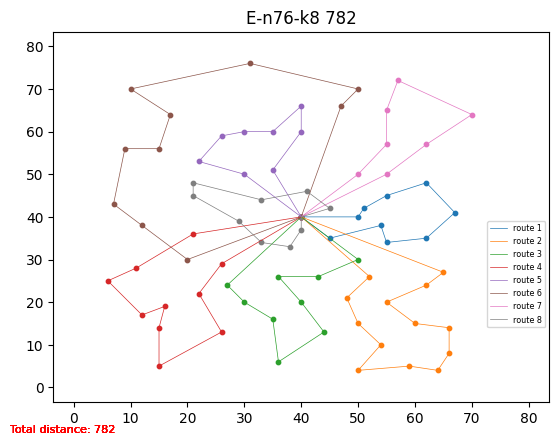 E-n76-k8 782
80
70
60
50
40
30
20
10
0
route 1
route 2
route 3
route 4
route 5
route 6
route 7
route 8
0 10 20 30 40 50 60 70 80
Total distance: 782